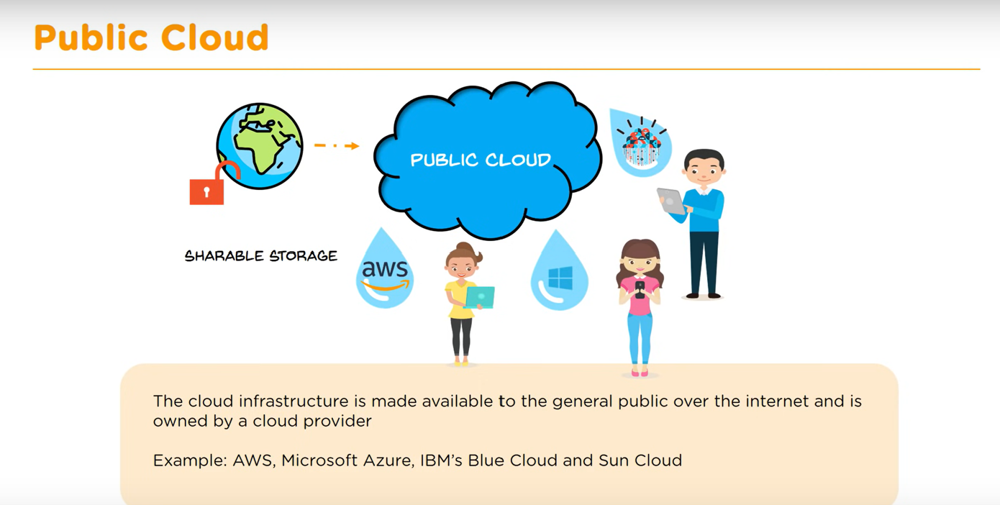 Public Cloud
PUBLIC CLOUD
SHARABLE STORAGE
aws
The cloud infrastructure is made available to the general public over the internet and is
owned by a cloud provider
Example: AWS, Microsoft Azure, IBM's Blue Cloud and Sun Cloud